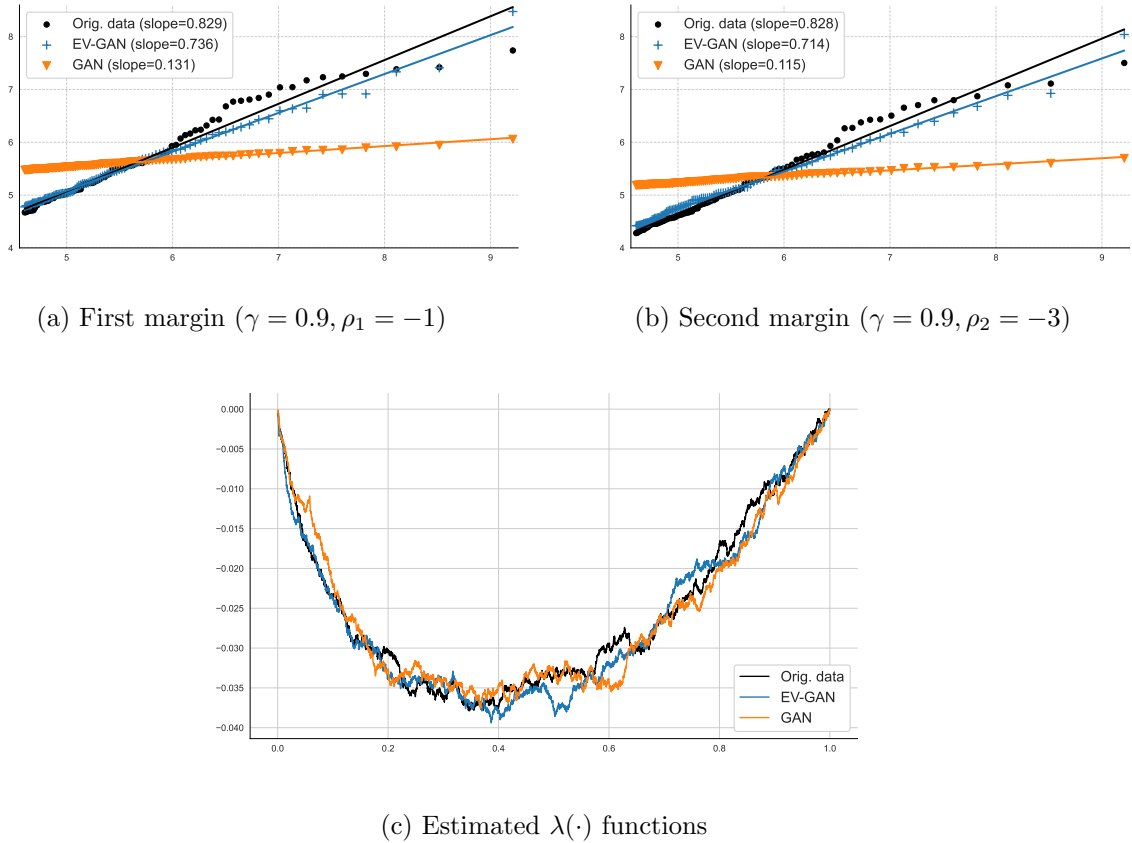 Orig. data (slope=0.829)
EV-GAN (slope=0.736)
GAN (slope=0.131)
8
7
6
5
4
5 6 7 8 9
(a) First margin (γ = 0.9, ρ₁ = −1)
Orig. data (slope=0.828)
EV-GAN (slope=0.714)
GAN (slope=0.115)
8
7
6
5
4
5 6 7 8 9
(b) Second margin (γ = 0.9, ρ₂ = −3)
0.000
−0.005
−0.010
−0.015
−0.020
−0.025
−0.030
−0.035
−0.040
0.0 0.2 0.4 0.6 0.8 1.0
Orig. data
EV-GAN
GAN
(c) Estimated λ(·) functions